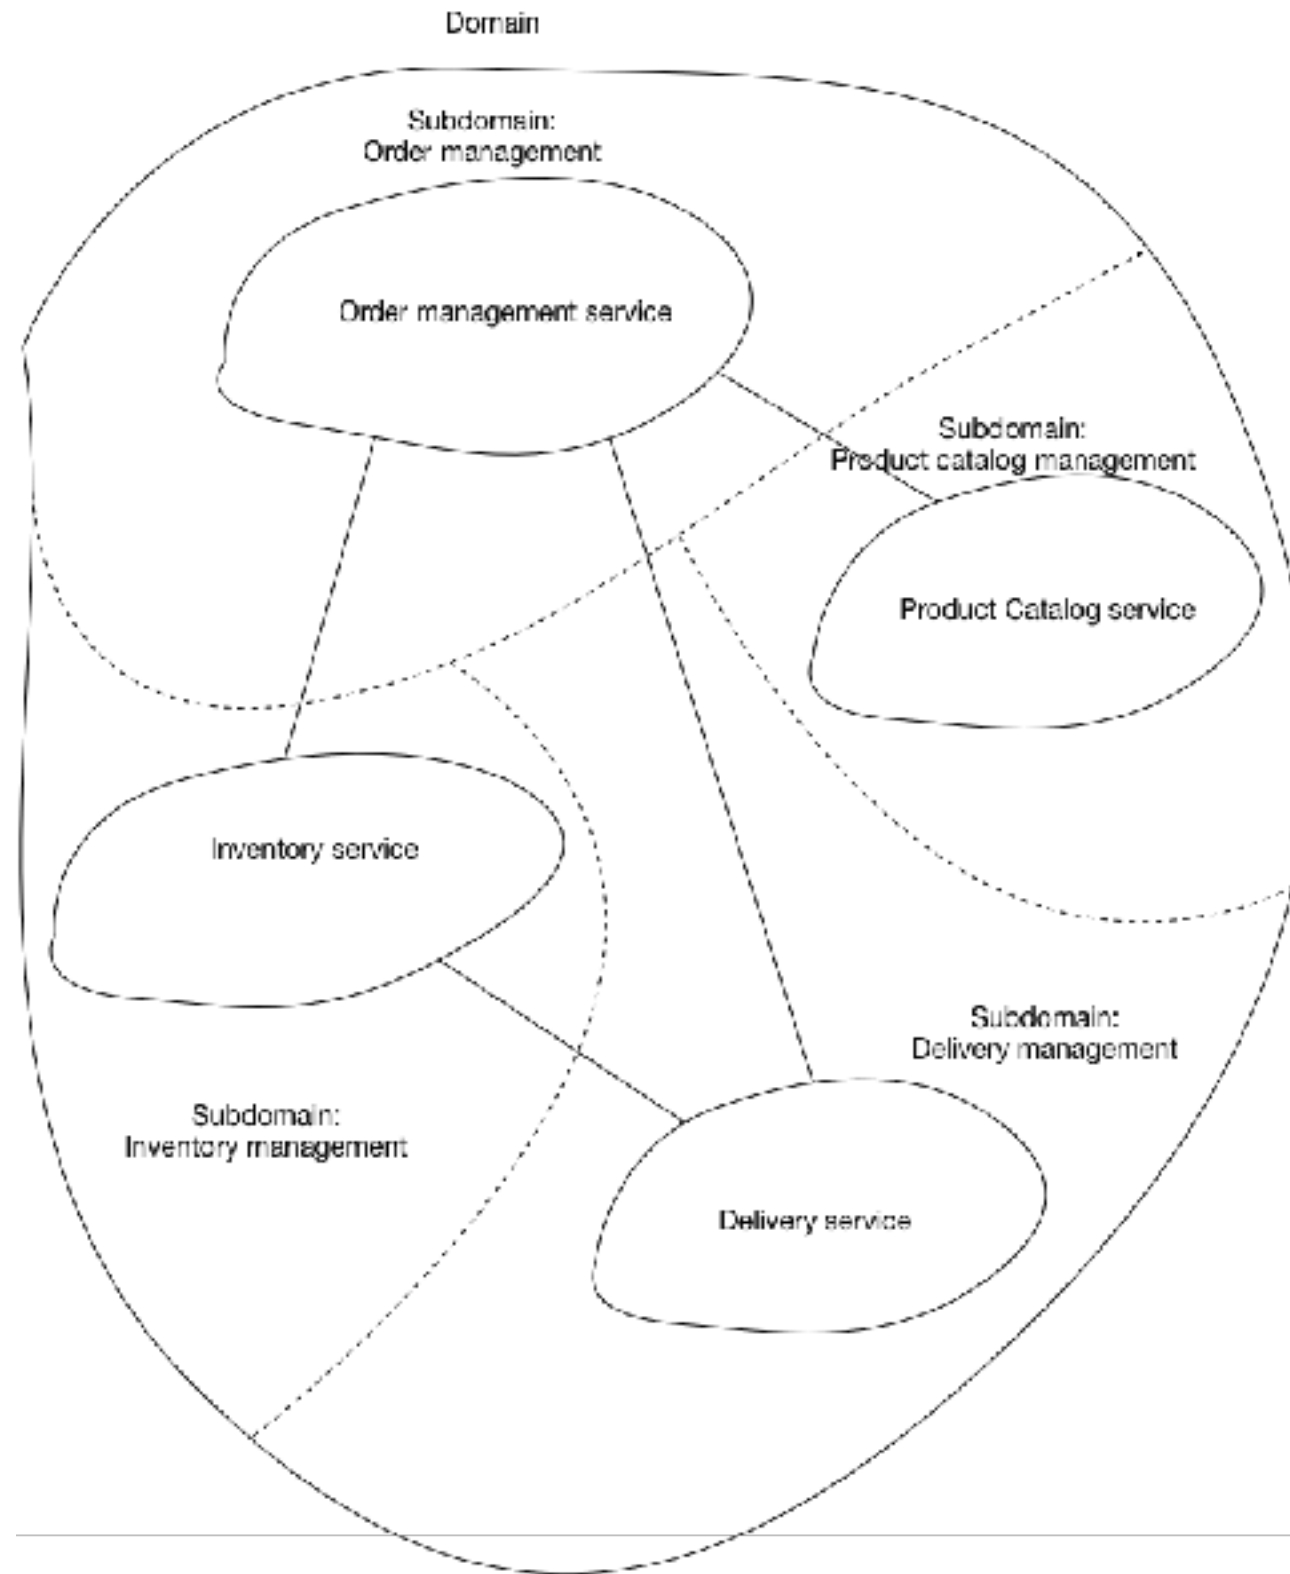 Domain
Subdomain:
Order management
Order management service
Subdomain:
Product catalog management
Product Catalog service
Inventory service
Subdomain:
Delivery management
Subdomain:
Inventory management
Delivery service